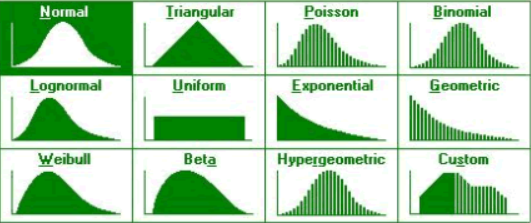 Normal Triangular Poisson Binomial
Lognormal Uniform Exponential Geometric
Weibull Beta Hypergeometric Custom